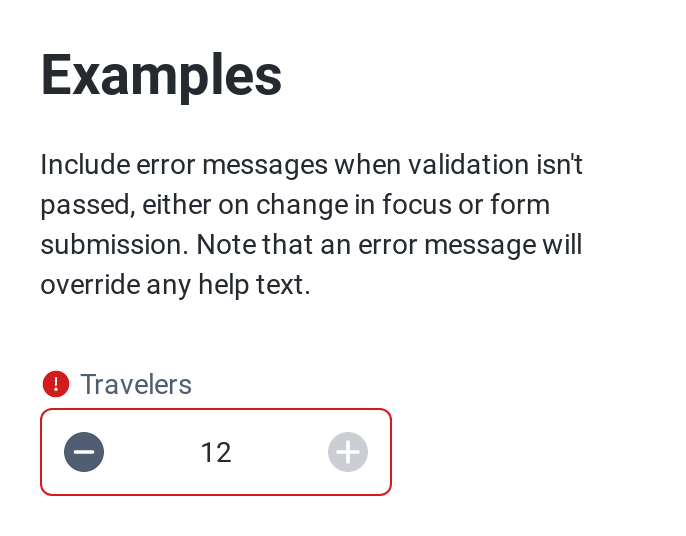 Examples
Include error messages when validation isn't
passed, either on change in focus or form
submission. Note that an error message will
override any help text.
Travelers
12